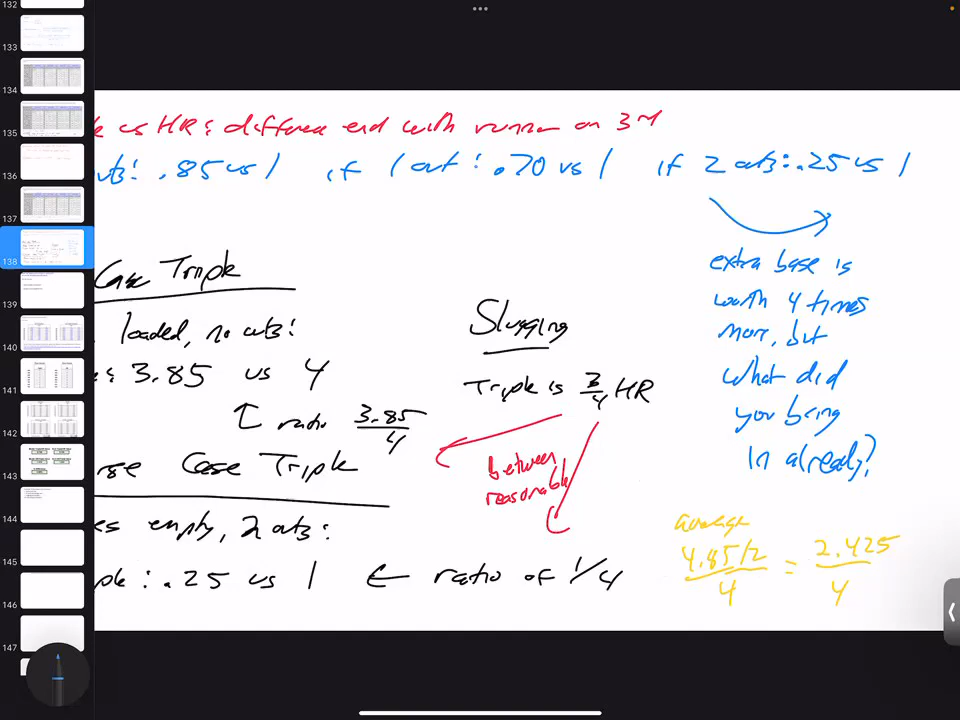 132
133
134
135
136
137
138
139
140
141
142
143
144
145
146
147
vs HR: difference end with runner on 3rd
outs: .85 vs 1 if 1 out: .70 vs 1 if 2 outs: .25 vs 1
extra base is
worth 4 times
more, but
what did
you bring
in already?
Case Triple
loaded, no outs:
: 3.85 vs 4
↑ ratio 3.85/4
Case Triple
empty, 2 outs:
: .25 vs 1 ← ratio of 1/4
Slugging
Triple is 3/4 HR
between
reasonable
average
4.85/2/4 = 2.425/4